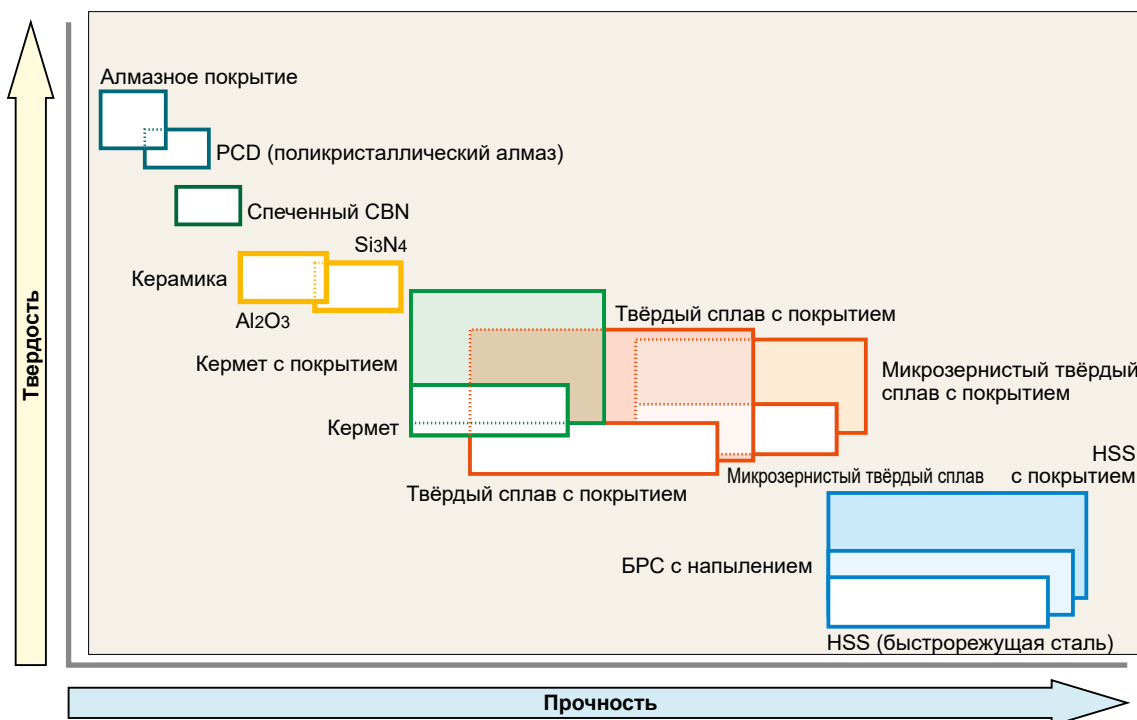 Алмазное покрытие
PCD (поликристаллический алмаз)
Спеченный CBN
Si3N4
Керамика
Al2O3
Твёрдый сплав с покрытием
Кермет с покрытием
Микрозернистый твёрдый
сплав с покрытием
Кермет
Твёрдый сплав с покрытием
Микрозернистый твёрдый сплав
HSS
с покрытием
БРС с напылением
HSS (быстрорежущая сталь)
Твердость
Прочность